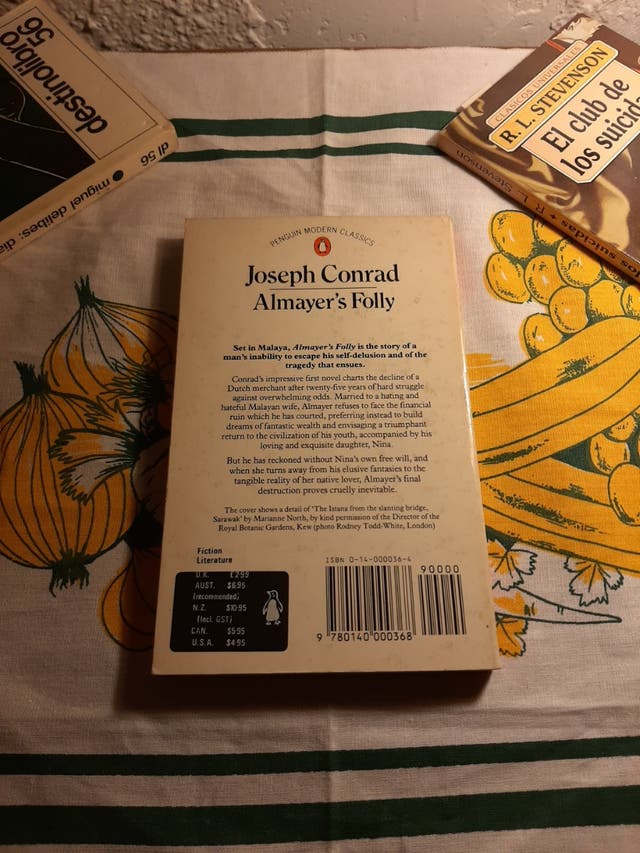 destinolibro
56
dl 56
miguel delibes:
CLASICOS UNIVERSALES
R. L. STEVENSON
El club de
los suicid
los suicidas • R. L. Stevenson
PENGUIN MODERN CLASSICS
Joseph Conrad
Almayer's Folly
Set in Malaya, Almayer's Folly is the story of a
man's inability to escape his self-delusion and of the
tragedy that ensues.
Conrad's impressive first novel charts the decline of a
Dutch merchant after twenty-five years of hard struggle
against overwhelming odds. Married to a hating and
hateful Malayan wife, Almayer refuses to face the financial
ruin which he has courted, preferring instead to build
dreams of fantastic wealth and envisaging a triumphant
return to the civilization of his youth, accompanied by his
loving and exquisite daughter, Nina.
But he has reckoned without Nina's own free will, and
when she turns away from his elusive fantasies to the
tangible reality of her native lover, Almayer's final
destruction proves cruelly inevitable.
The cover shows a detail of 'The Istana from the slanting bridge,
Sarawak' by Marianne North, by kind permission of the Director of the
Royal Botanic Gardens, Kew (photo Rodney Todd-White, London)
Fiction
Literature
U.K. £2.99
AUST. $6.95
(recommended)
N.Z. $10.95
(incl. GST)
CAN. $5.95
U.S.A. $4.95
ISBN 0-14-000036-4
90000
9 780140 000368